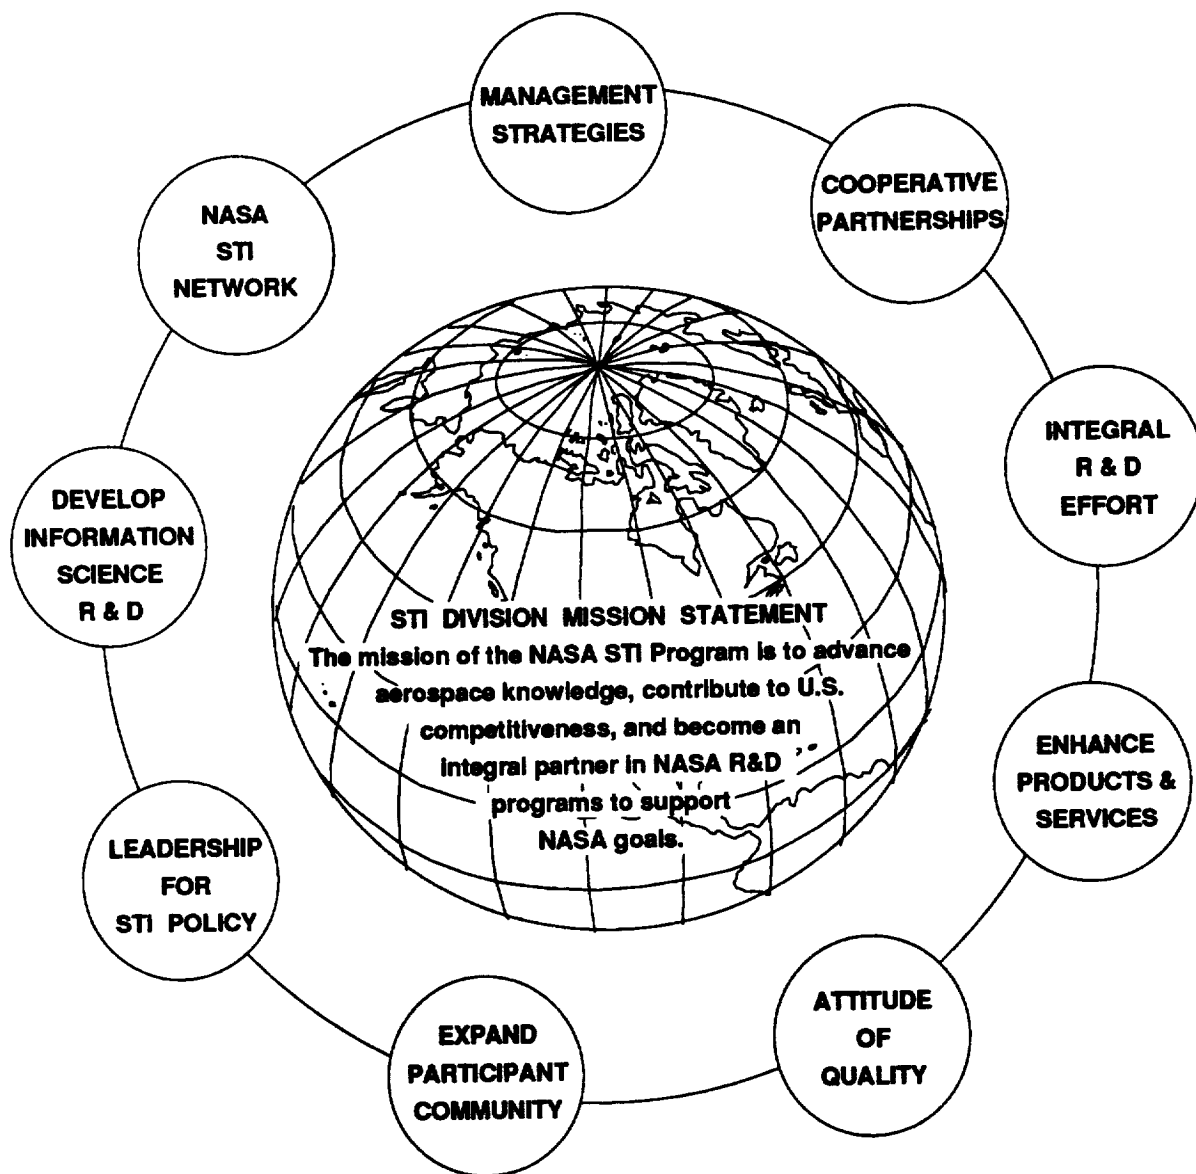 MANAGEMENT
STRATEGIES
COOPERATIVE
PARTNERSHIPS
INTEGRAL
R & D
EFFORT
ENHANCE
PRODUCTS &
SERVICES
ATTITUDE
OF
QUALITY
EXPAND
PARTICIPANT
COMMUNITY
LEADERSHIP
FOR
STI POLICY
DEVELOP
INFORMATION
SCIENCE
R & D
NASA
STI
NETWORK
STI DIVISION MISSION STATEMENT
The mission of the NASA STI Program is to advance
aerospace knowledge, contribute to U.S.
competitiveness, and become an
integral partner in NASA R&D
programs to support
NASA goals.